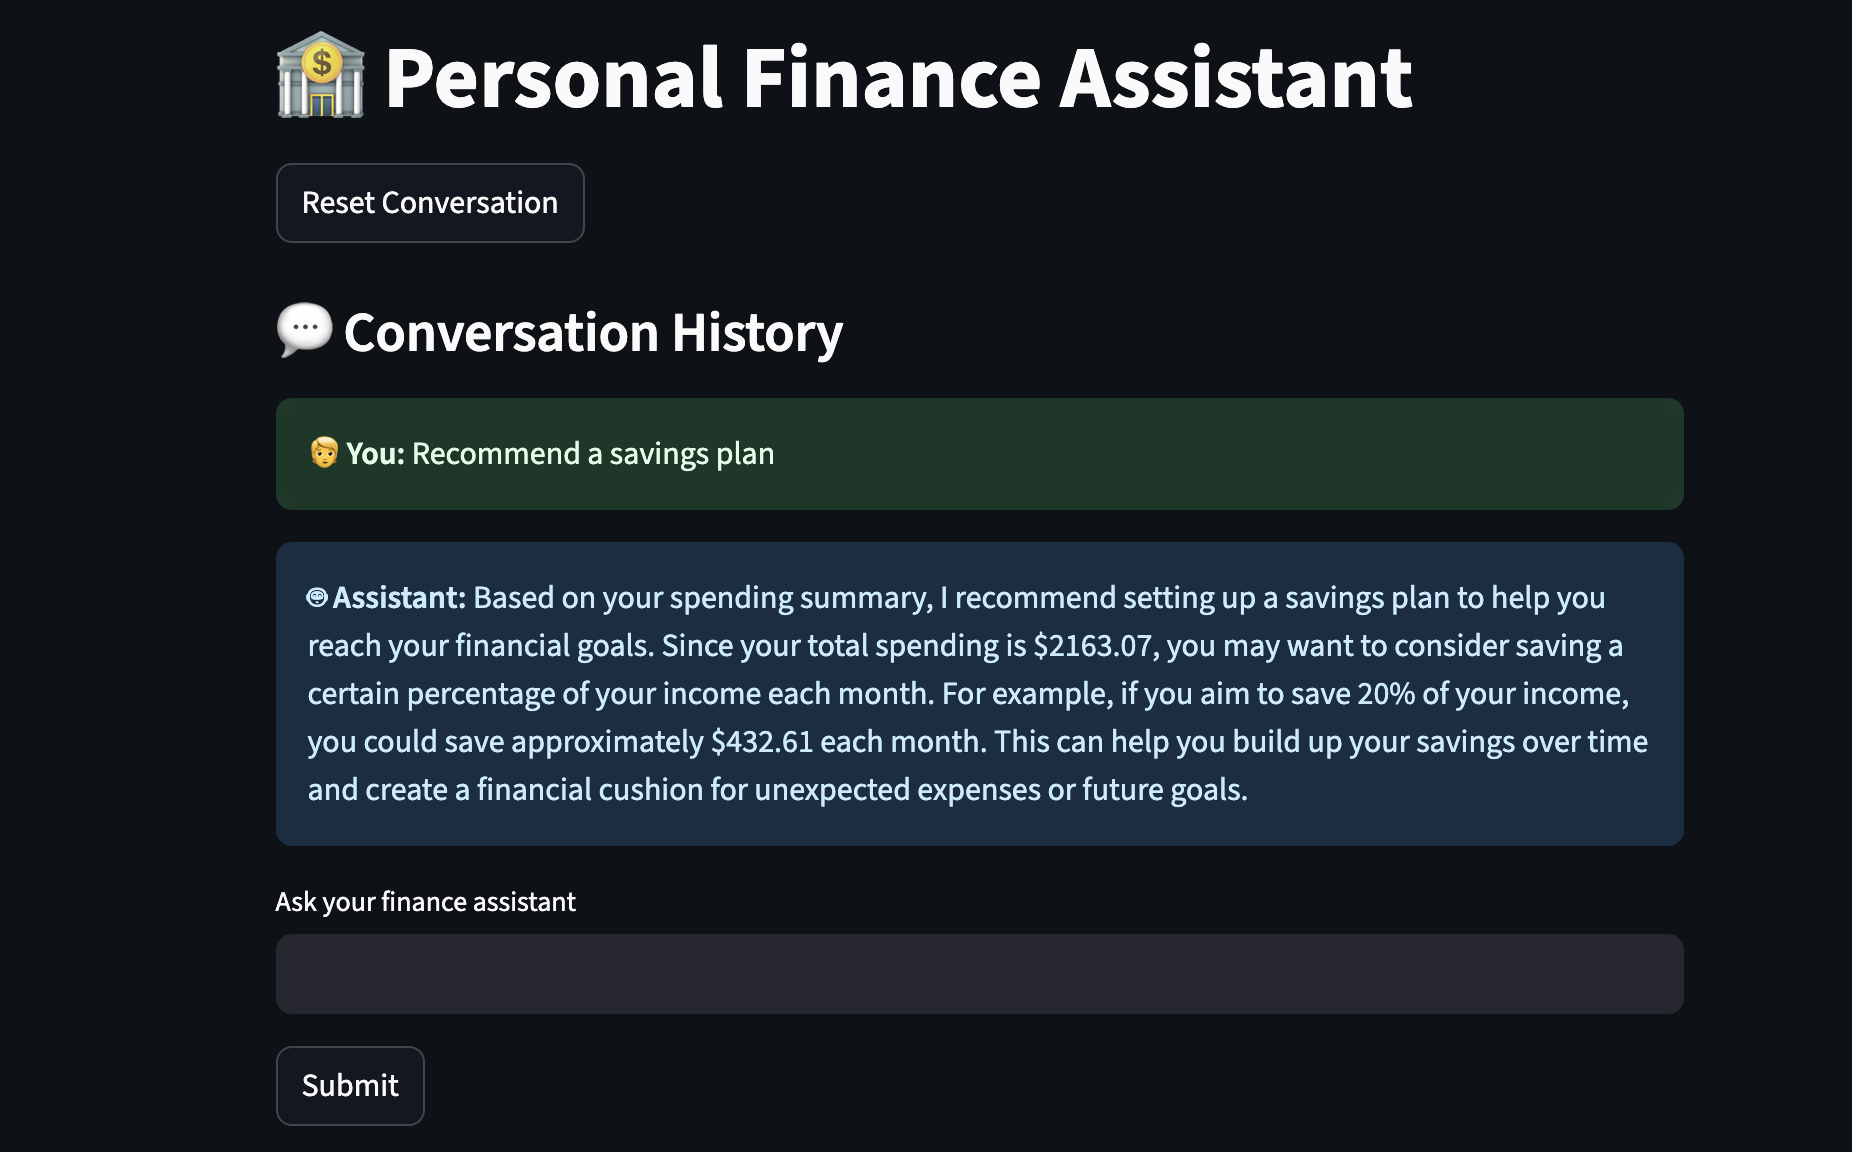 Personal Finance Assistant
Reset Conversation
Conversation History
You: Recommend a savings plan
Assistant: Based on your spending summary, I recommend setting up a savings plan to help you
reach your financial goals. Since your total spending is $2163.07, you may want to consider saving a
certain percentage of your income each month. For example, if you aim to save 20% of your income,
you could save approximately $432.61 each month. This can help you build up your savings over time
and create a financial cushion for unexpected expenses or future goals.
Ask your finance assistant
Submit